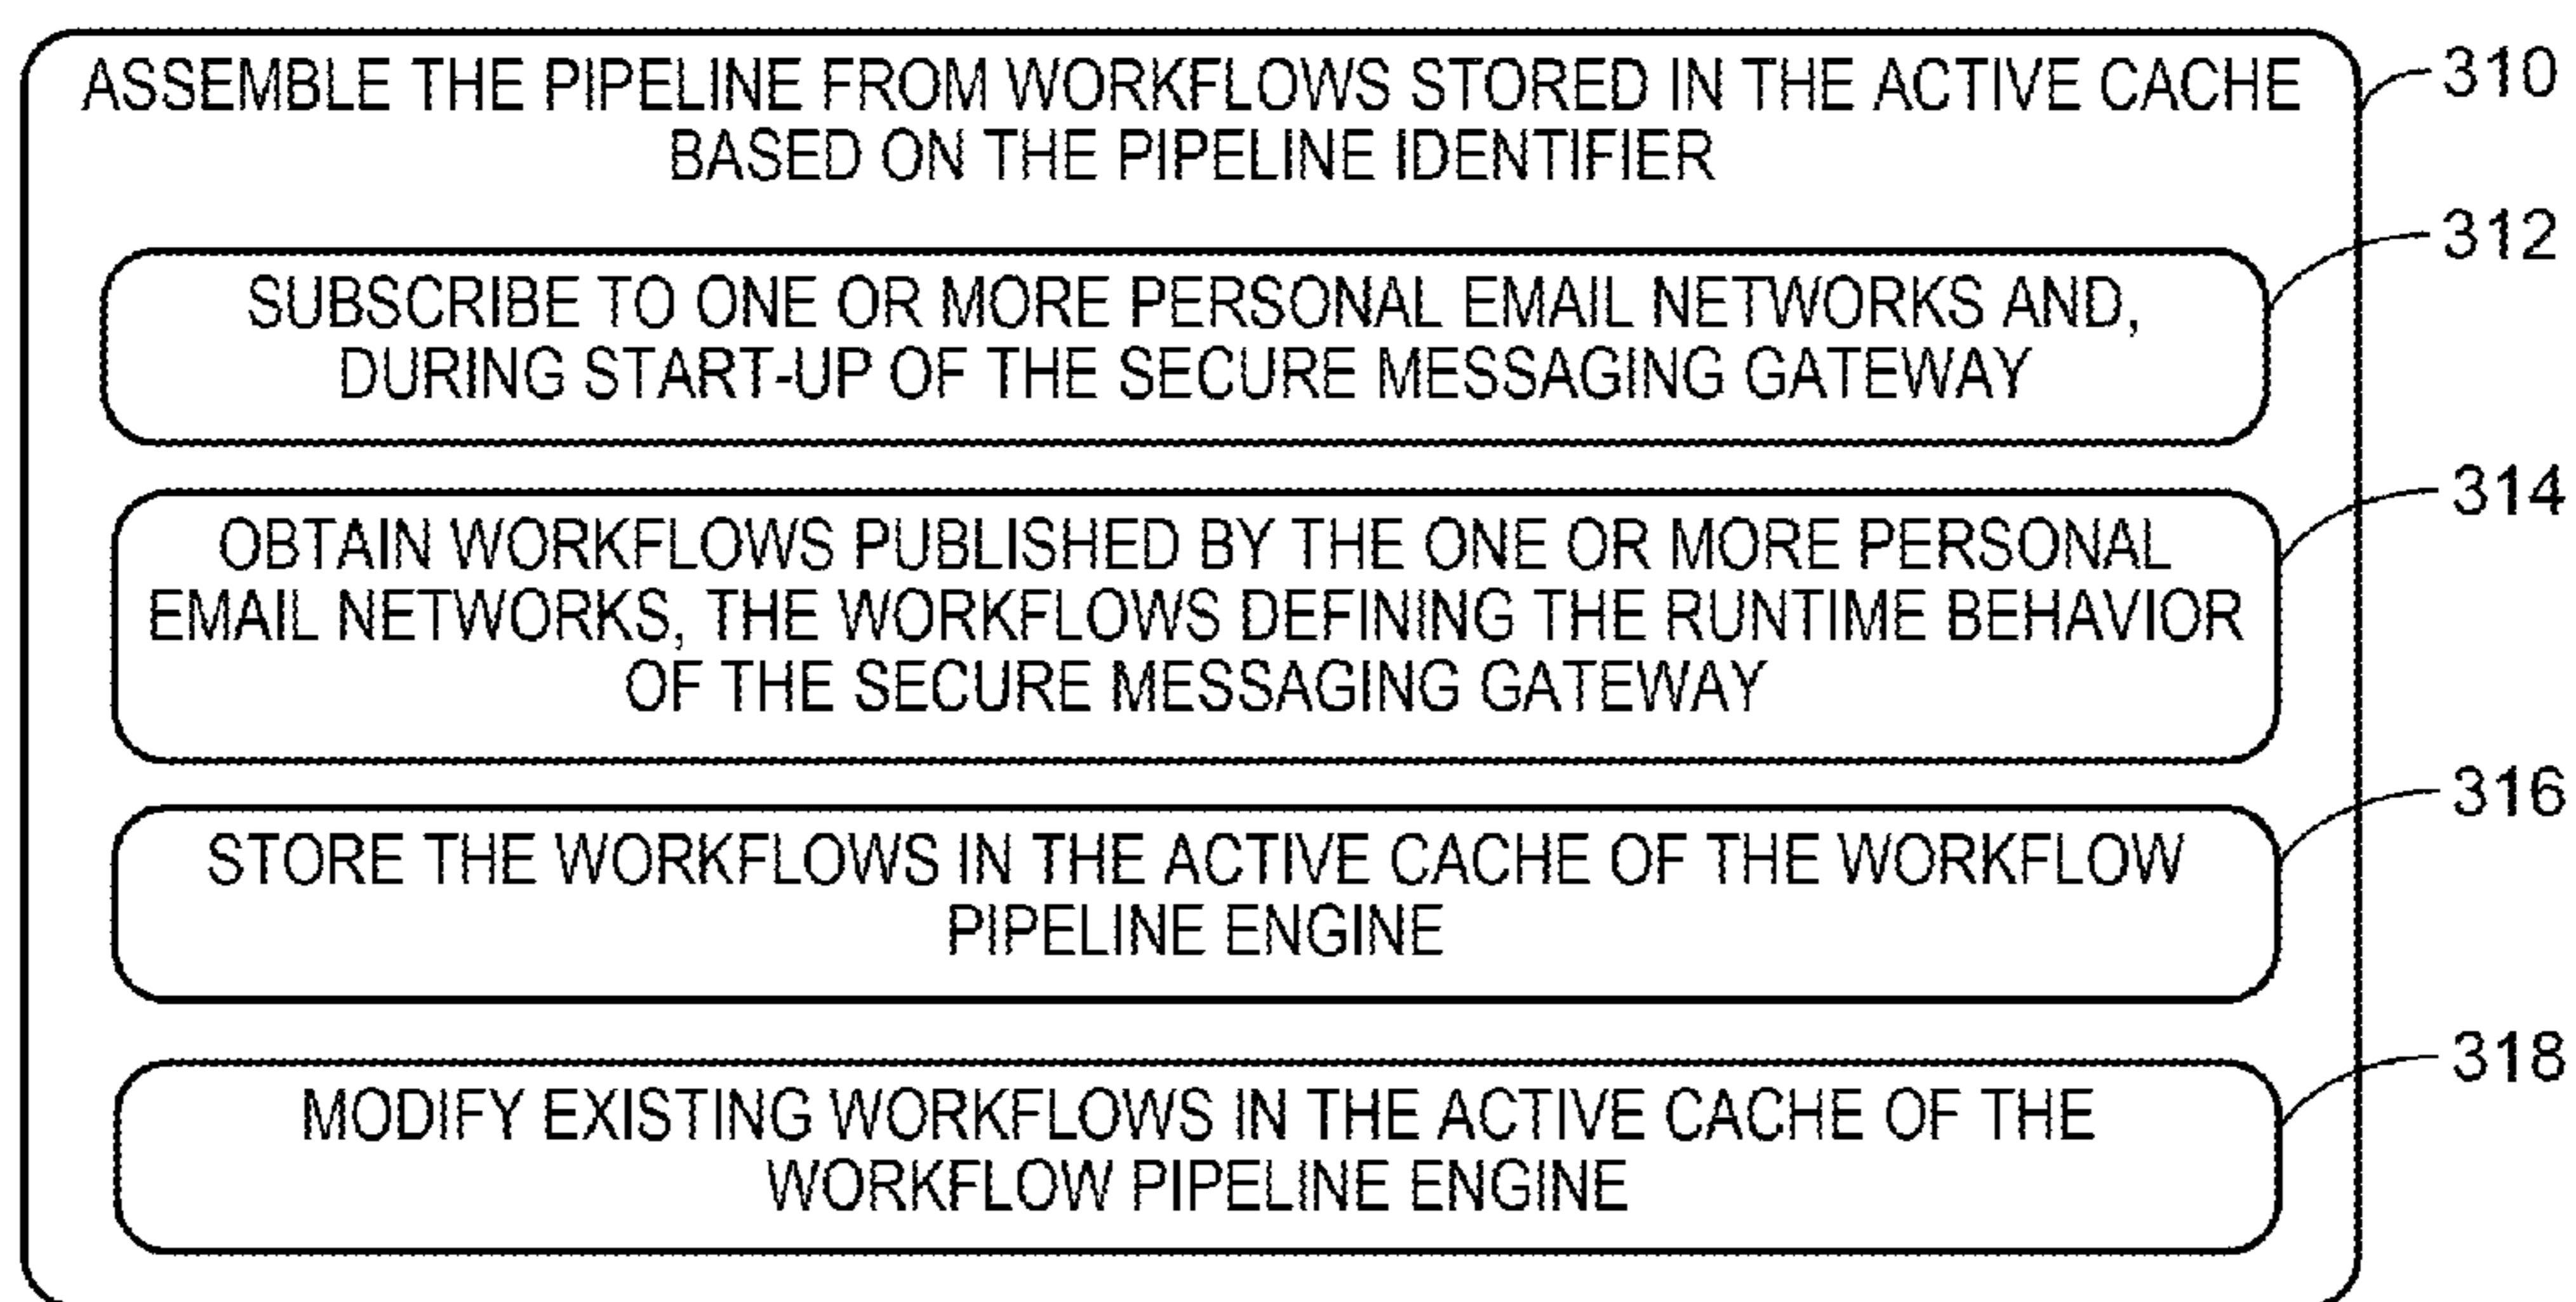 ASSEMBLE THE PIPELINE FROM WORKFLOWS STORED IN THE ACTIVE CACHE
BASED ON THE PIPELINE IDENTIFIER
310
312
SUBSCRIBE TO ONE OR MORE PERSONAL EMAIL NETWORKS AND,
DURING START-UP OF THE SECURE MESSAGING GATEWAY
314
OBTAIN WORKFLOWS PUBLISHED BY THE ONE OR MORE PERSONAL
EMAIL NETWORKS, THE WORKFLOWS DEFINING THE RUNTIME BEHAVIOR
OF THE SECURE MESSAGING GATEWAY
316
STORE THE WORKFLOWS IN THE ACTIVE CACHE OF THE WORKFLOW
PIPELINE ENGINE
318
MODIFY EXISTING WORKFLOWS IN THE ACTIVE CACHE OF THE
WORKFLOW PIPELINE ENGINE